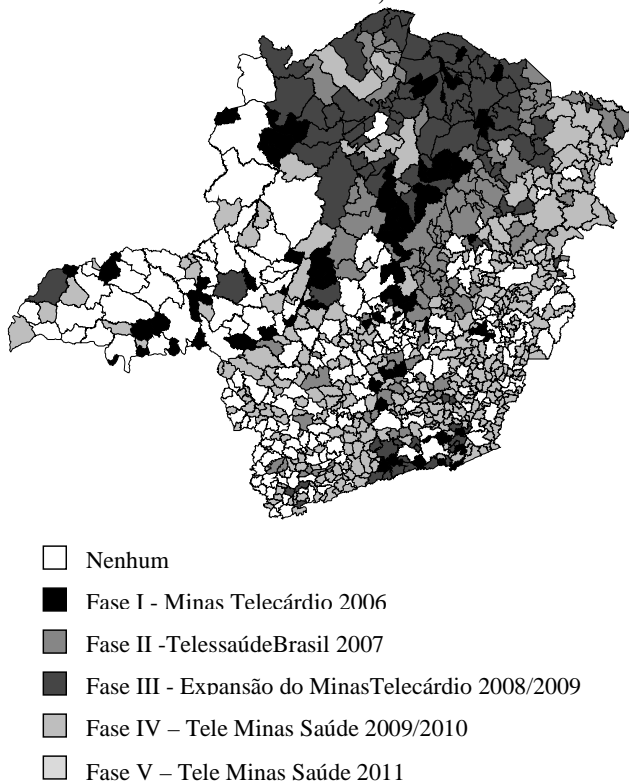 Nenhum
Fase I - Minas Telecárdio 2006
Fase II -TelessaúdeBrasil 2007
Fase III - Expansão do MinasTelecárdio 2008/2009
Fase IV – Tele Minas Saúde 2009/2010
Fase V – Tele Minas Saúde 2011